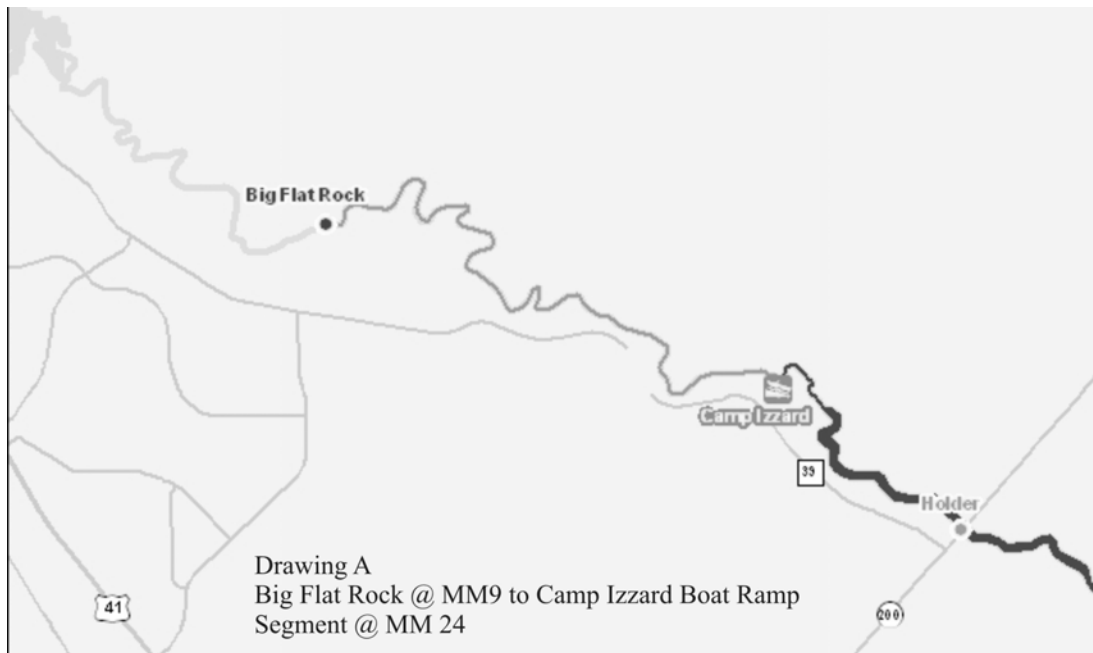 Big Flat Rock
Camp Izzard
39
Holder
Drawing A
Big Flat Rock @ MM9 to Camp Izzard Boat Ramp
Segment @ MM 24
41
200